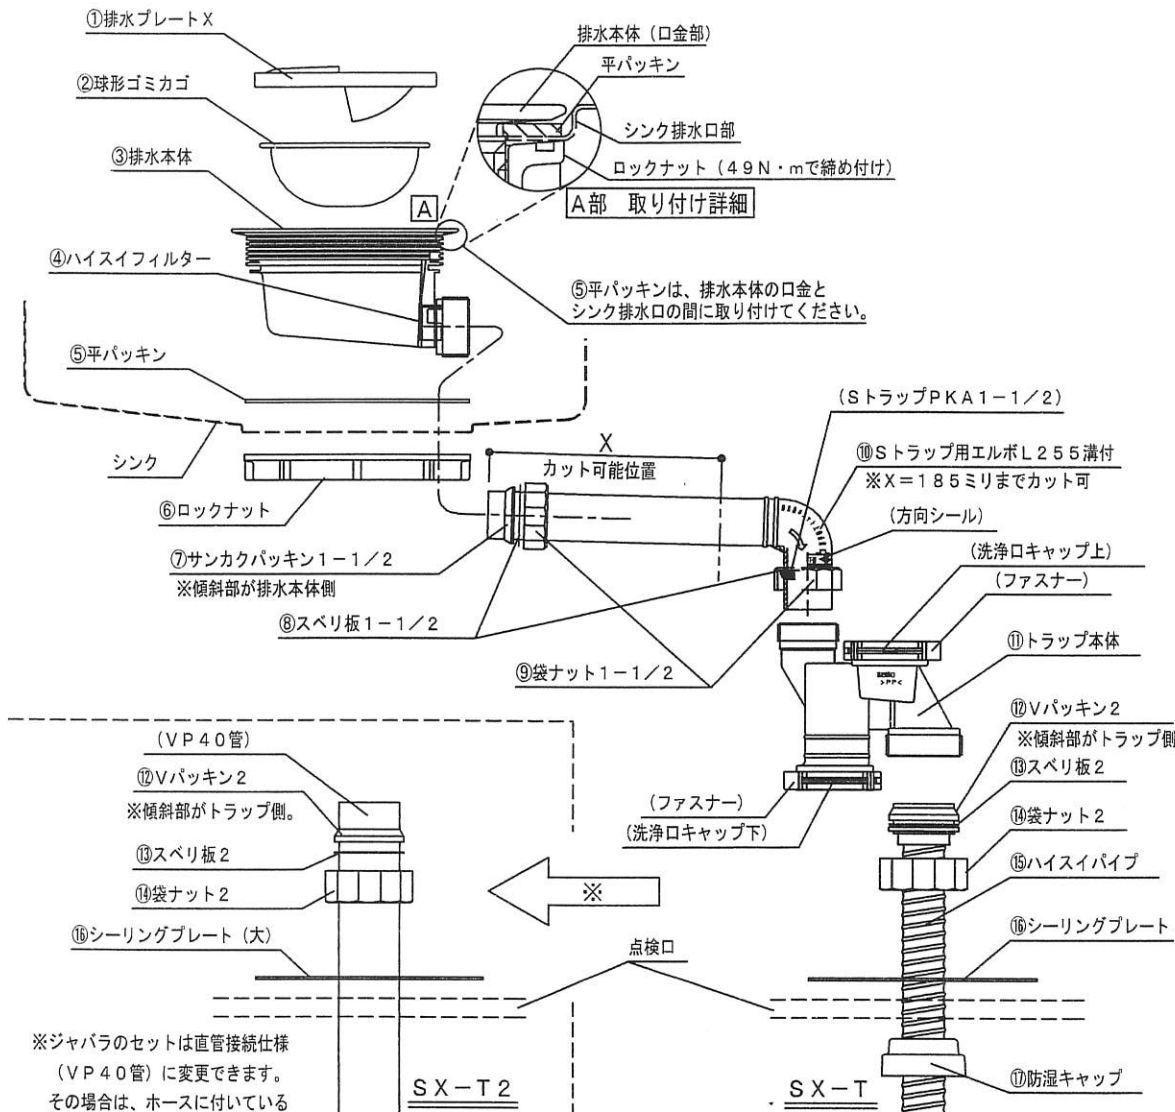 ①排水プレートX
②球形ゴミカゴ
③排水本体
A
④ハイスイフィルター
排水本体（口金部）
平パッキン
シンク排水口部
ロックナット（４９Ｎ・ｍで締め付け）
A部　取り付け詳細
⑤平パッキンは、排水本体の口金と
シンク排水口の間に取り付けてください。
⑤平パッキン
シンク
⑥ロックナット
X
カット可能位置
（ＳトラップＰＫＡ１－１／２）
⑩Ｓトラップ用エルボＬ２５５溝付
※Ｘ＝１８５ミリまでカット可
（方向シール）
⑦サンカクパッキン１－１／２
※傾斜部が排水本体側
⑧スベリ板１－１／２
⑨袋ナット１－１／２
（洗浄口キャップ上）
（ファスナー）
⑪トラップ本体
>PP<
⑫Ｖパッキン２
※傾斜部がトラップ側
⑬スベリ板２
⑭袋ナット２
⑮ハイスイパイプ
⑯シーリングプレート
（ファスナー）
（洗浄口キャップ下）
（ＶＰ４０管）
⑫Ｖパッキン２
※傾斜部がトラップ側。
⑬スベリ板２
⑭袋ナット２
※
⑯シーリングプレート（大）
点検口
※ジャバラのセットは直管接続仕様
（ＶＰ４０管）に変更できます。
その場合は、ホースに付いている
ＳＸ－Ｔ２
ＳＸ－Ｔ
⑰防湿キャップ